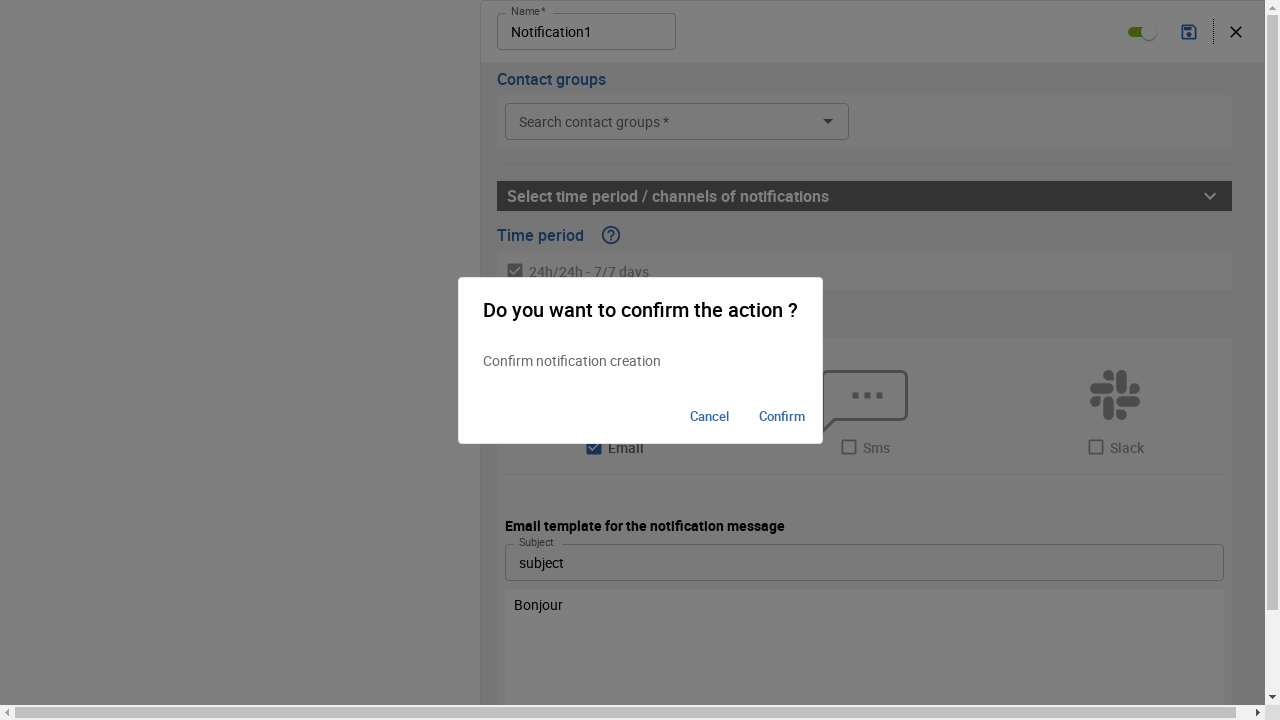 Name *
Notification1
Contact groups
Search contact groups *
Select time period / channels of notifications
Time period
24h/24h - 7/7 days
Do you want to confirm the action ?
Confirm notification creation
Cancel Confirm
Email Sms Slack
Email template for the notification message
Subject
subject
Bonjour